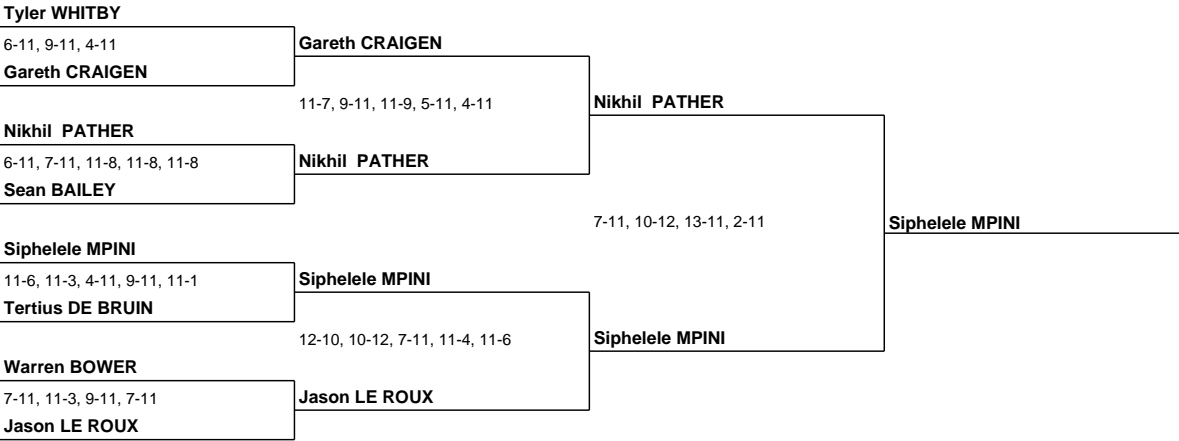 Tyler WHITBY
6-11, 9-11, 4-11
Gareth CRAIGEN
Gareth CRAIGEN
11-7, 9-11, 11-9, 5-11, 4-11
Nikhil  PATHER
Nikhil  PATHER
6-11, 7-11, 11-8, 11-8, 11-8
Nikhil  PATHER
Sean BAILEY
7-11, 10-12, 13-11, 2-11
Siphelele MPINI
Siphelele MPINI
11-6, 11-3, 4-11, 9-11, 11-1
Siphelele MPINI
Tertius DE BRUIN
12-10, 10-12, 7-11, 11-4, 11-6
Siphelele MPINI
Warren BOWER
7-11, 11-3, 9-11, 7-11
Jason LE ROUX
Jason LE ROUX